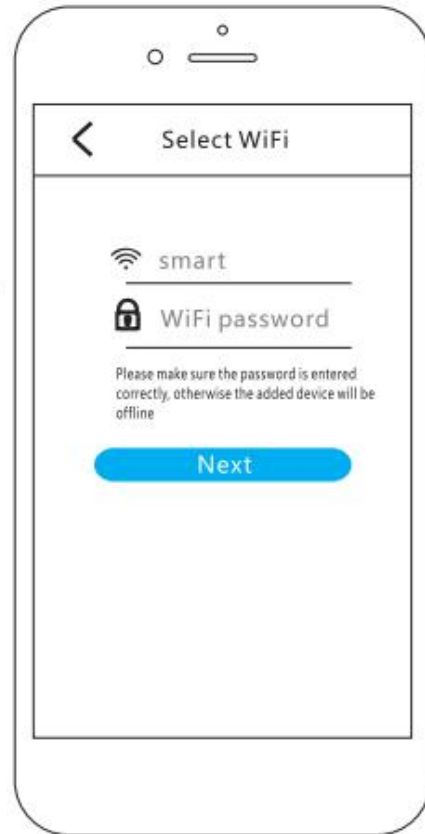 Select WiFi
smart
WiFi password
Please make sure the password is entered
correctly, otherwise the added device will be
offline
Next